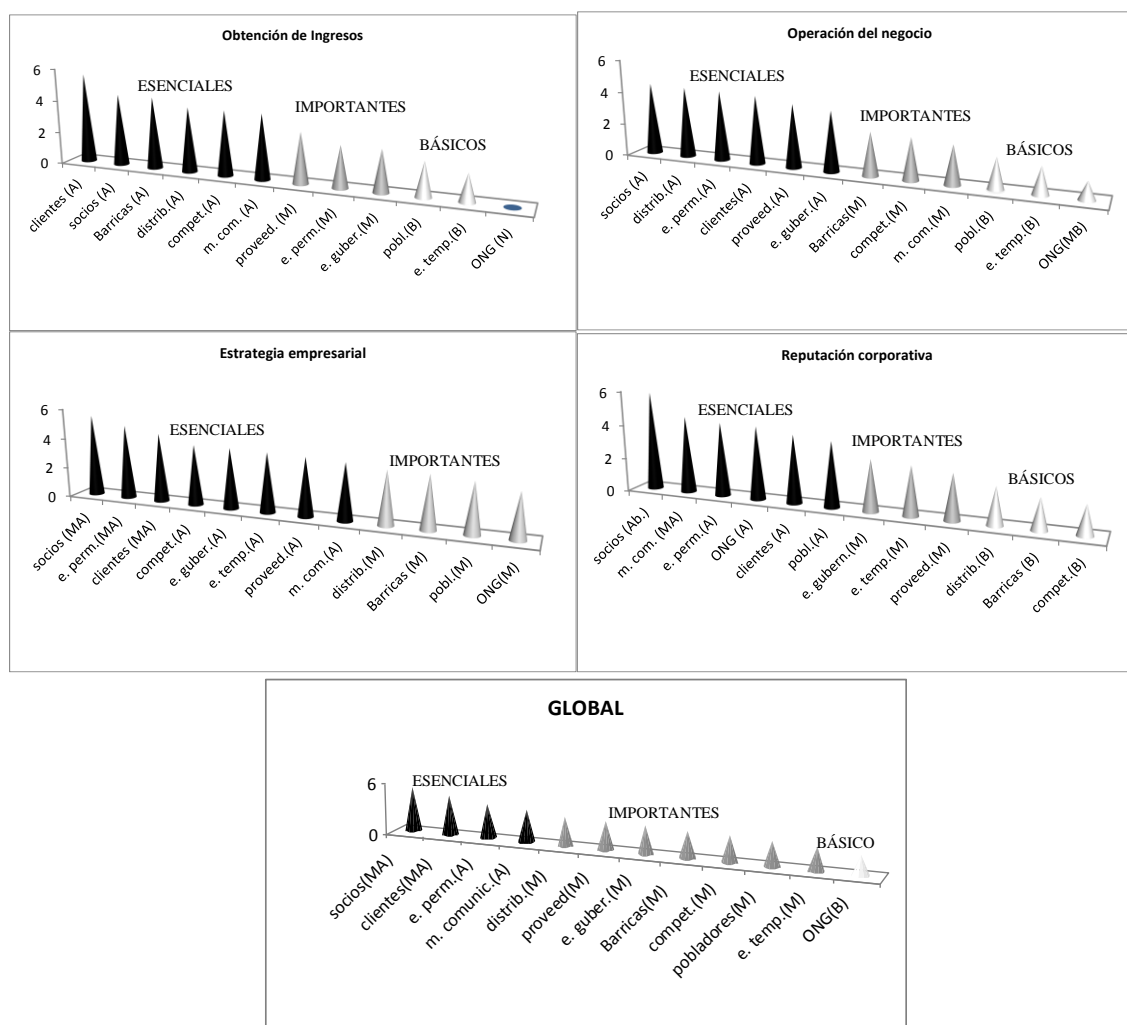 Obtención de Ingresos
6
4
2
0
ESENCIALES
IMPORTANTES
BÁSICOS
clientes (A)
socios (A)
Barricas (A)
distrib.(A)
compet.(A)
m. com. (A)
proveed.(M)
e. perm.(M)
e. guber.(M)
pobl.(B)
e. temp.(B)
ONG (N)
Operación del negocio
6
4
2
0
ESENCIALES
IMPORTANTES
BÁSICOS
socios (A)
distrib.(A)
e. perm.(A)
clientes(A)
proveed.(A)
e. guber.(A)
Barricas(M)
compet.(M)
m. com.(M)
pobl.(B)
e. temp.(B)
ONG(MB)
Estrategia empresarial
6
4
2
0
ESENCIALES
IMPORTANTES
socios (MA)
e. perm.(MA)
clientes (MA)
compet.(A)
e. guber.(A)
e. temp.(A)
proveed.(A)
m. com.(A)
distrib.(M)
Barricas (M)
pobl.(M)
ONG(M)
Reputación corporativa
6
4
2
0
ESENCIALES
IMPORTANTES
BÁSICOS
socios (Ab.)
m. com. (MA)
e. perm.(A)
ONG (A)
clientes (A)
pobl.(A)
e. gubern.(M)
e. temp.(M)
proveed.(M)
distrib.(B)
Barricas (B)
compet.(B)
GLOBAL
6
0
ESENCIALES
IMPORTANTES
BÁSICO
socios(MA)
clientes(MA)
e. perm.(A)
m. comunic.(A)
distrib.(M)
proveed(M)
e. guber.(M)
Barricas(M)
compet.(M)
pobladores(M)
e. temp.(M)
ONG(B)